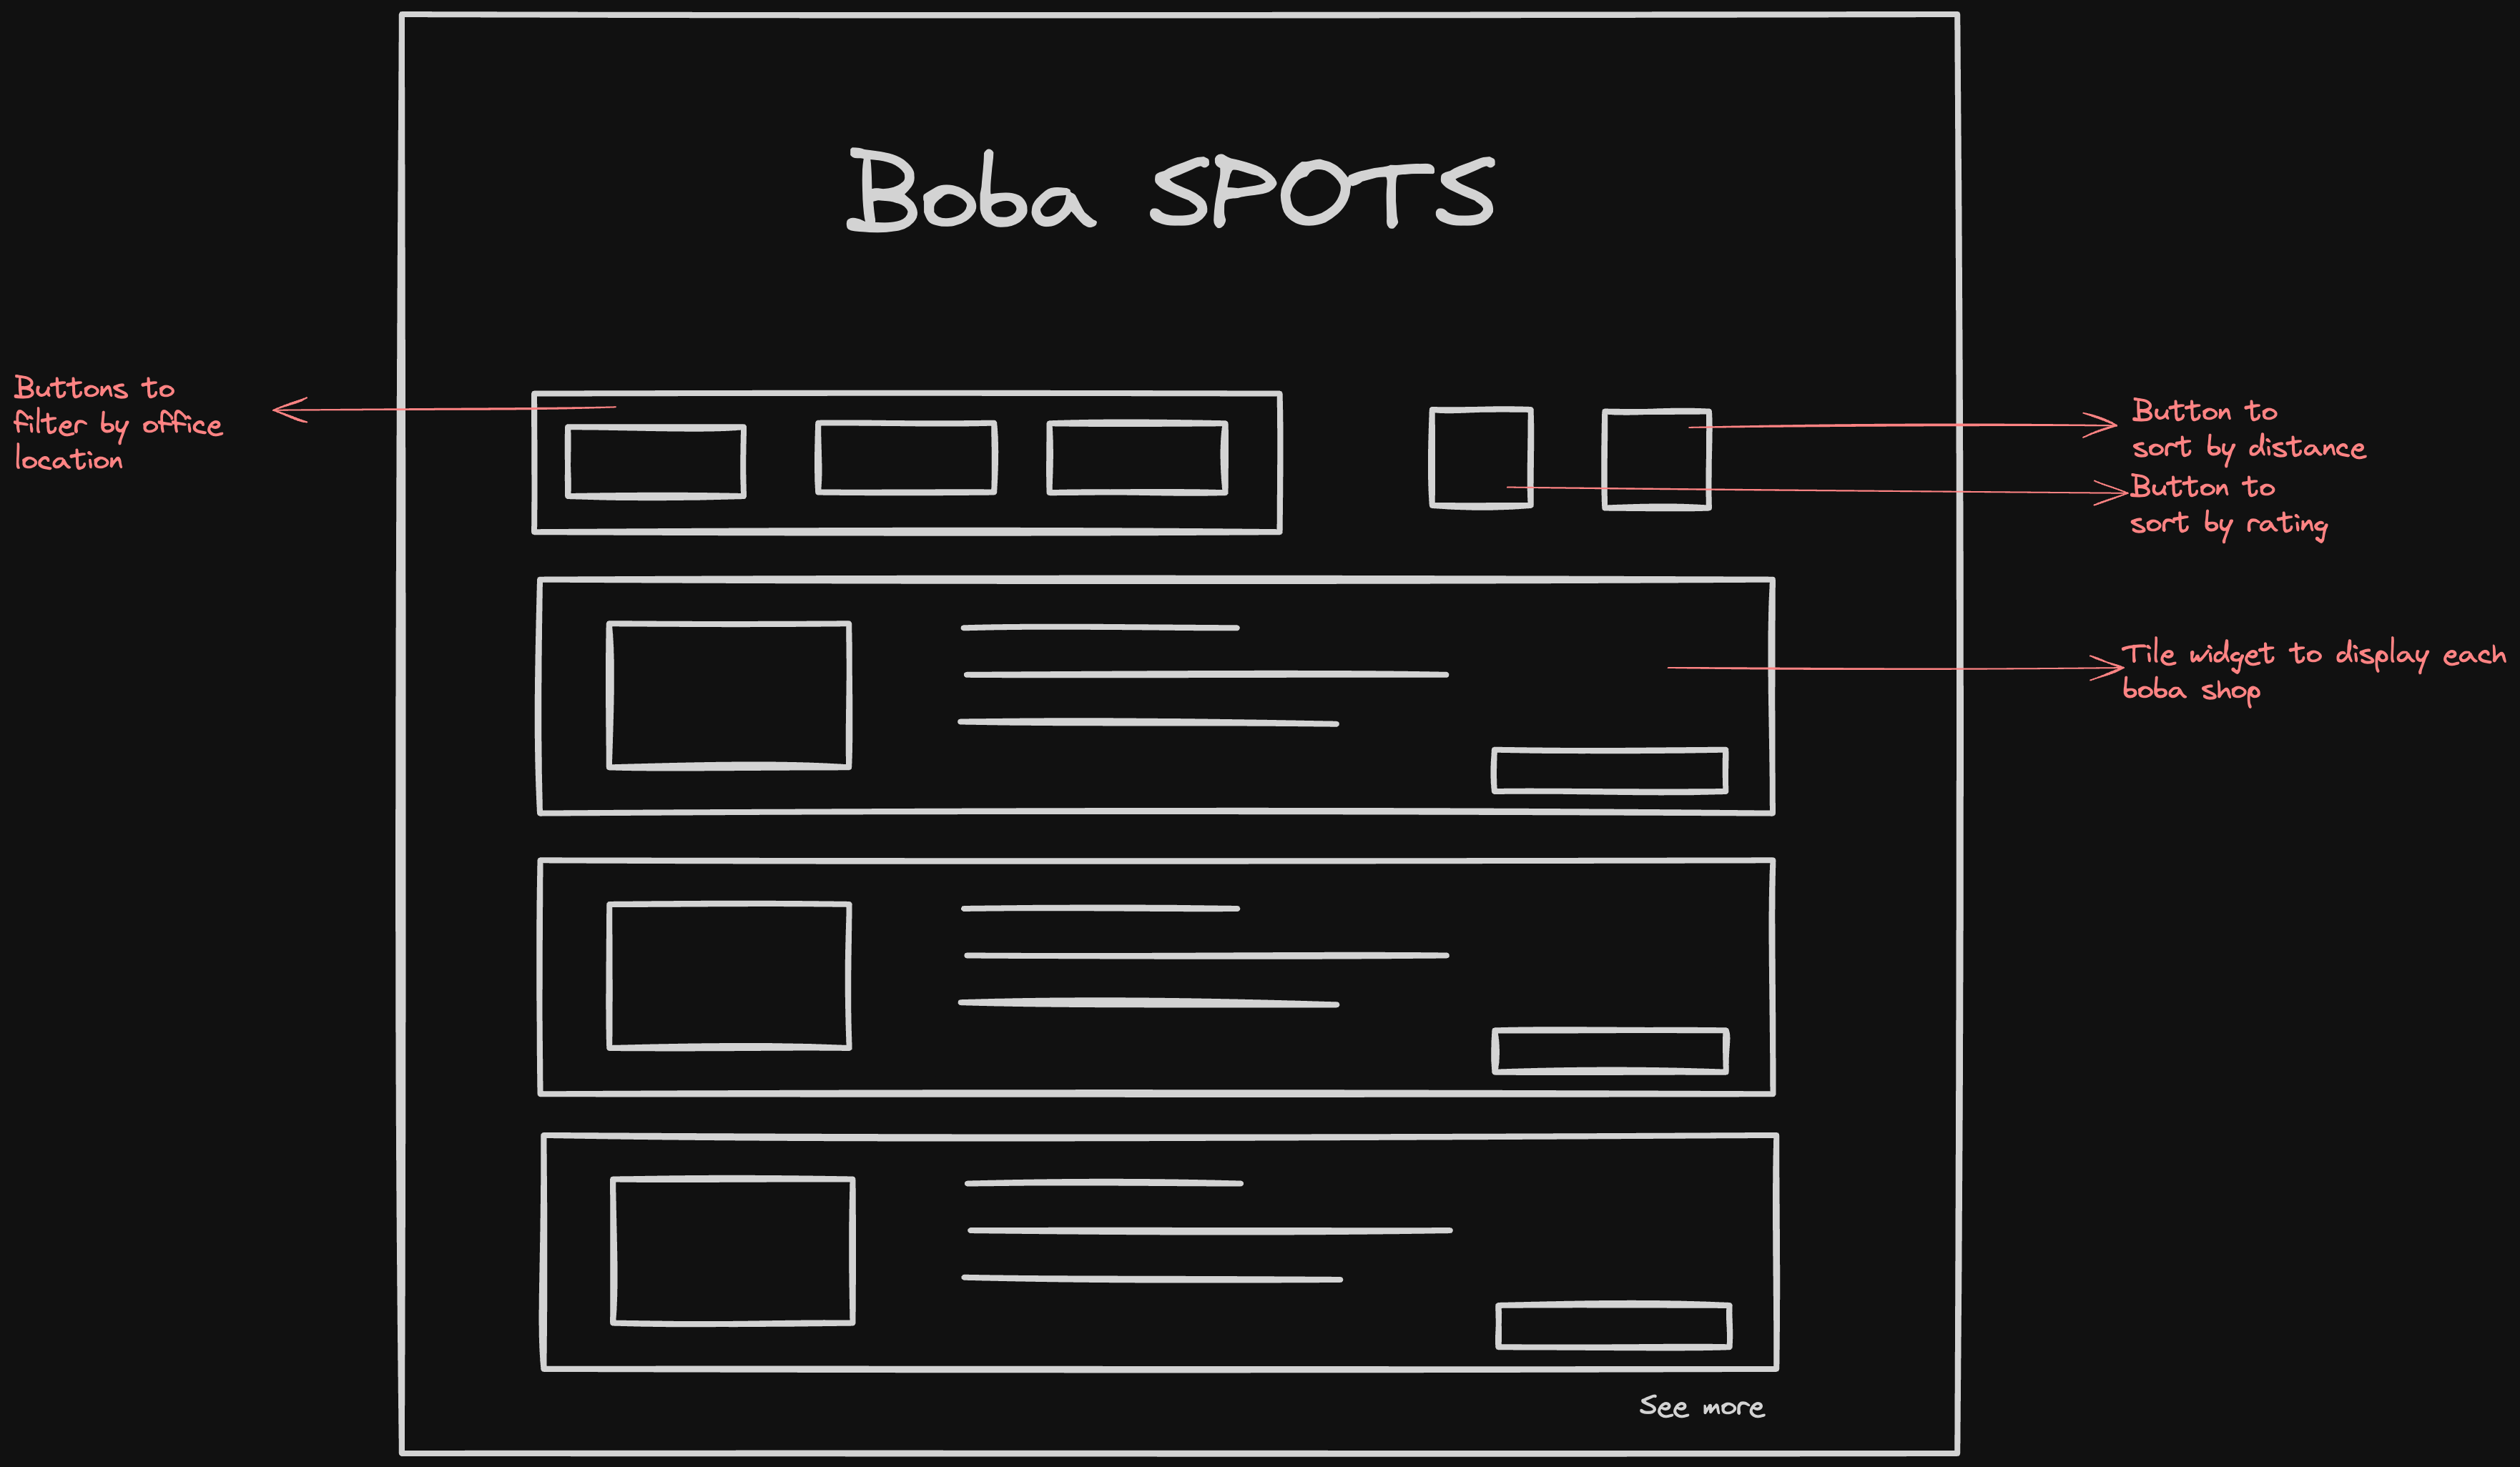 Boba SPOTS
Buttons to
filter by office
location
Button to
sort by distance
Button to
sort by rating
Tile widget to display each
boba shop
See more